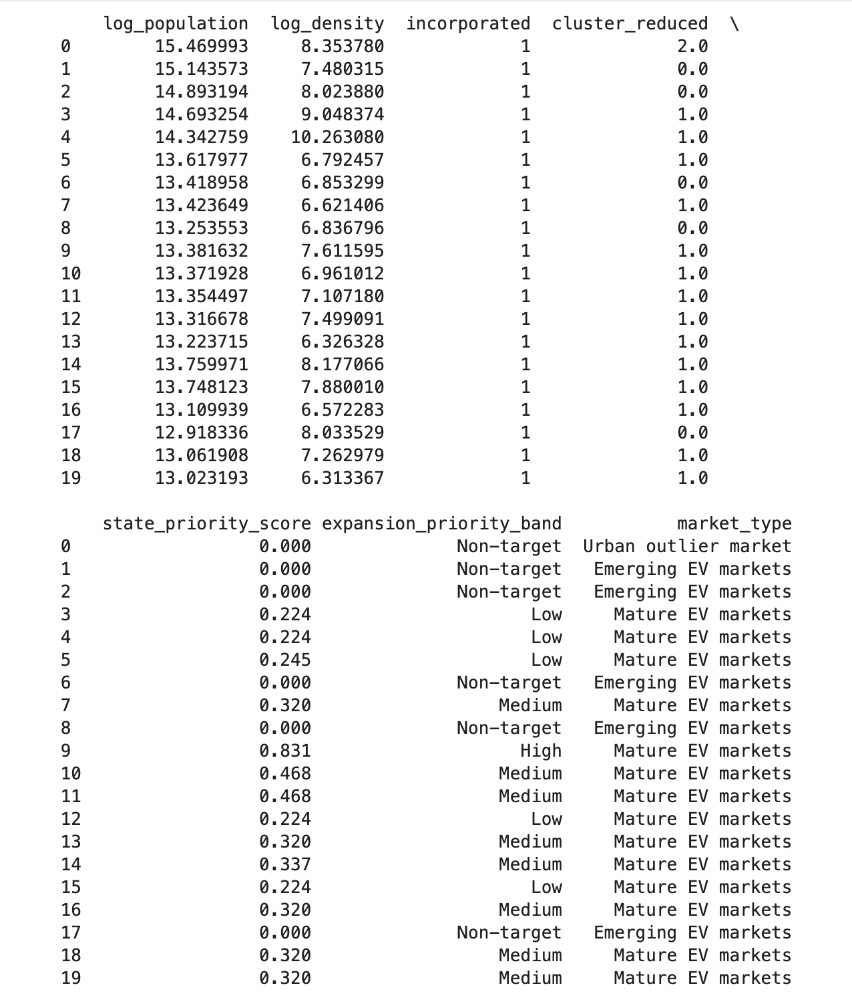 log_population log_density incorporated cluster_reduced \
0 15.469993 8.353780 1 2.0
1 15.143573 7.480315 1 0.0
2 14.893194 8.023880 1 0.0
3 14.693254 9.048374 1 1.0
4 14.342759 10.263080 1 1.0
5 13.617977 6.792457 1 1.0
6 13.418958 6.853299 1 0.0
7 13.423649 6.621406 1 1.0
8 13.253553 6.836796 1 0.0
9 13.381632 7.611595 1 1.0
10 13.371928 6.961012 1 1.0
11 13.354497 7.107180 1 1.0
12 13.316678 7.499091 1 1.0
13 13.223715 6.326328 1 1.0
14 13.759971 8.177066 1 1.0
15 13.748123 7.880010 1 1.0
16 13.109939 6.572283 1 1.0
17 12.918336 8.033529 1 0.0
18 13.061908 7.262979 1 1.0
19 13.023193 6.313367 1 1.0
state_priority_score expansion_priority_band market_type
0 0.000 Non-target Urban outlier market
1 0.000 Non-target Emerging EV markets
2 0.000 Non-target Emerging EV markets
3 0.224 Low Mature EV markets
4 0.224 Low Mature EV markets
5 0.245 Low Mature EV markets
6 0.000 Non-target Emerging EV markets
7 0.320 Medium Mature EV markets
8 0.000 Non-target Emerging EV markets
9 0.831 High Mature EV markets
10 0.468 Medium Mature EV markets
11 0.468 Medium Mature EV markets
12 0.224 Low Mature EV markets
13 0.320 Medium Mature EV markets
14 0.337 Medium Mature EV markets
15 0.224 Low Mature EV markets
16 0.320 Medium Mature EV markets
17 0.000 Non-target Emerging EV markets
18 0.320 Medium Mature EV markets
19 0.320 Medium Mature EV markets